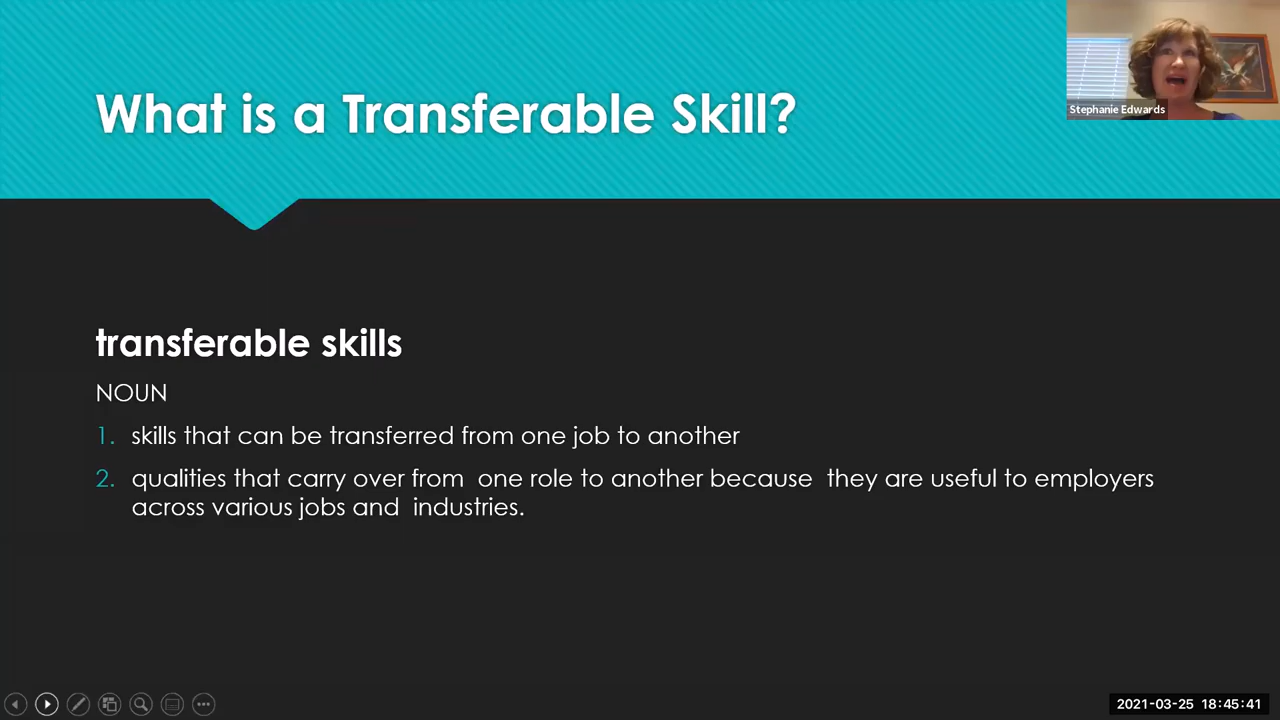 What is a Transferable Skill?
Stephanie Edwards
transferable skills
NOUN
1. skills that can be transferred from one job to another
2. qualities that carry over from  one role to another because  they are useful to employers
across various jobs and  industries.
2021-03-25 18:45:41